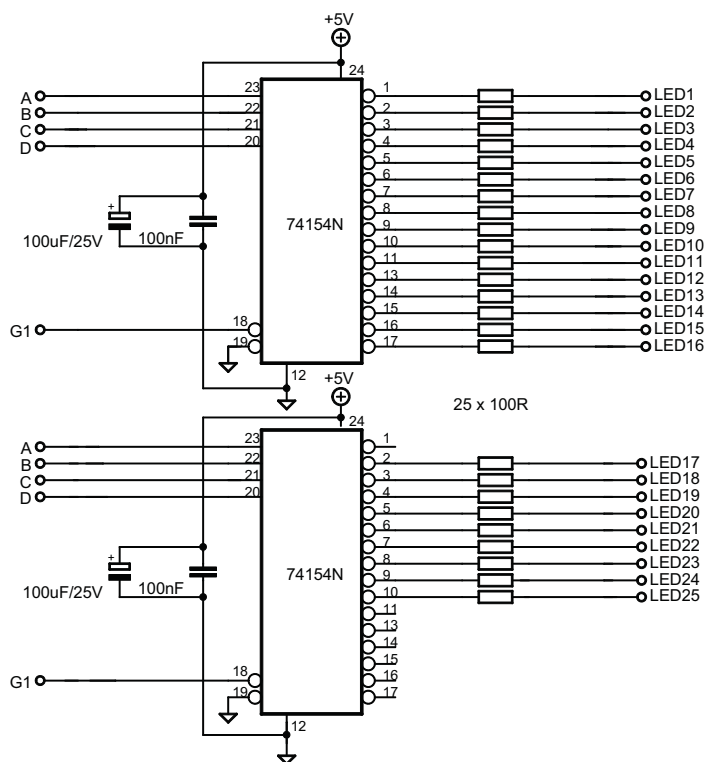 +5V
24
A 23 1 LED1
B 22 2 LED2
C 21 3 LED3
D 20 4 LED4
5 LED5
6 LED6
7 LED7
+ 8 LED8
100uF/25V 100nF 74154N 9 LED9
10 LED10
11 LED11
13 LED12
14 LED13
15 LED14
G1 18 16 LED15
19 17 LED16
12
+5V
25 x 100R
24
A 23 1
B 22 2 LED17
C 21 3 LED18
D 20 4 LED19
5 LED20
6 LED21
7 LED22
+ 8 LED23
100uF/25V 100nF 74154N 9 LED24
10 LED25
11
13
14
15
G1 18 16
19 17
12